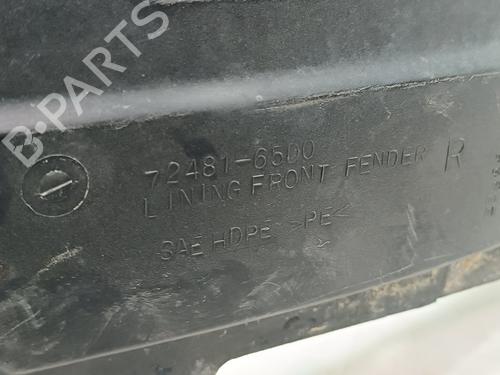 B-PARTS
72481-65D0
LINING FRONT FENDER R
SAE HDPE >PE<